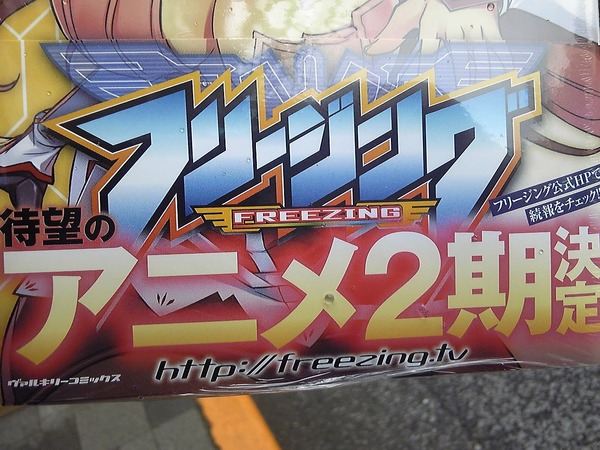 フリージング
FREEZING
フリージング公式HPで
続報をチェック!!
待望の
アニメ2期決定
http://freezing.tv
ヴァルキリーコミックス